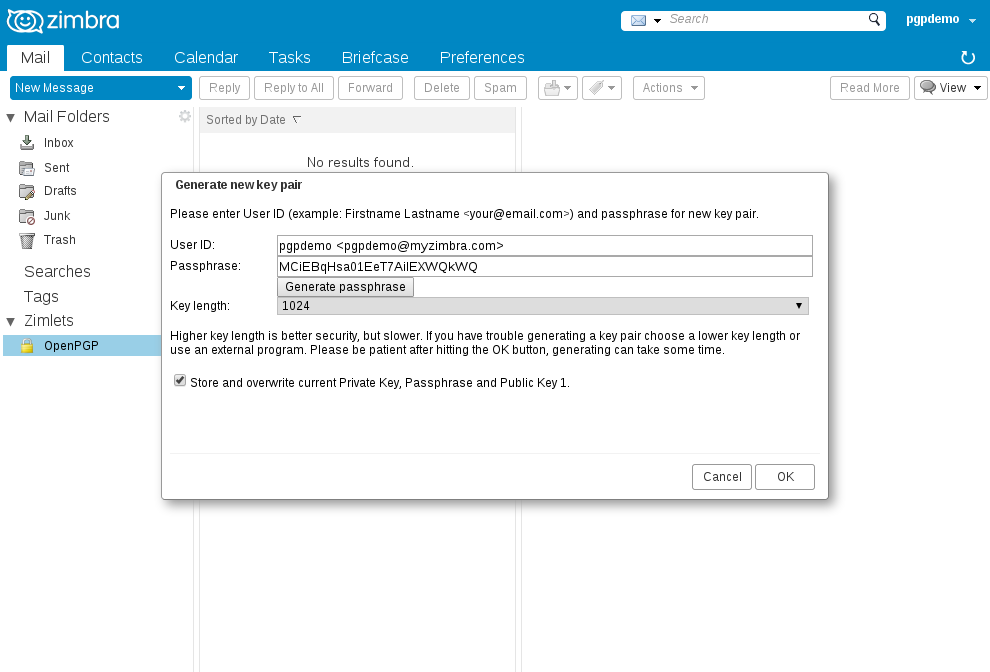 zimbra
Search
pgpdemo
Mail Contacts Calendar Tasks Briefcase Preferences
New Message Reply Reply to All Forward Delete Spam Actions Read More View
Mail Folders
Sorted by Date
Inbox
No results found.
Sent
Drafts
Junk
Trash
Searches
Tags
Zimlets
OpenPGP
Generate new key pair
Please enter User ID (example: Firstname Lastname <your@email.com>) and passphrase for new key pair.
User ID: pgpdemo <pgpdemo@myzimbra.com>
Passphrase: MCiEBqHsa01EeT7AilEXWQkWQ
Generate passphrase
Key length: 1024
Higher key length is better security, but slower. If you have trouble generating a key pair choose a lower key length or
use an external program. Please be patient after hitting the OK button, generating can take some time.
Store and overwrite current Private Key, Passphrase and Public Key 1.
Cancel OK